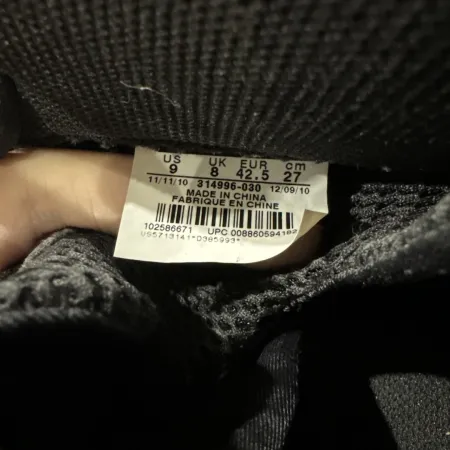 US UK EUR cm
9 8 42.5 27
11/11/10 314996-030 12/09/10
MADE IN CHINA
FABRIQUE EN CHINE
102586671 UPC 008860594182